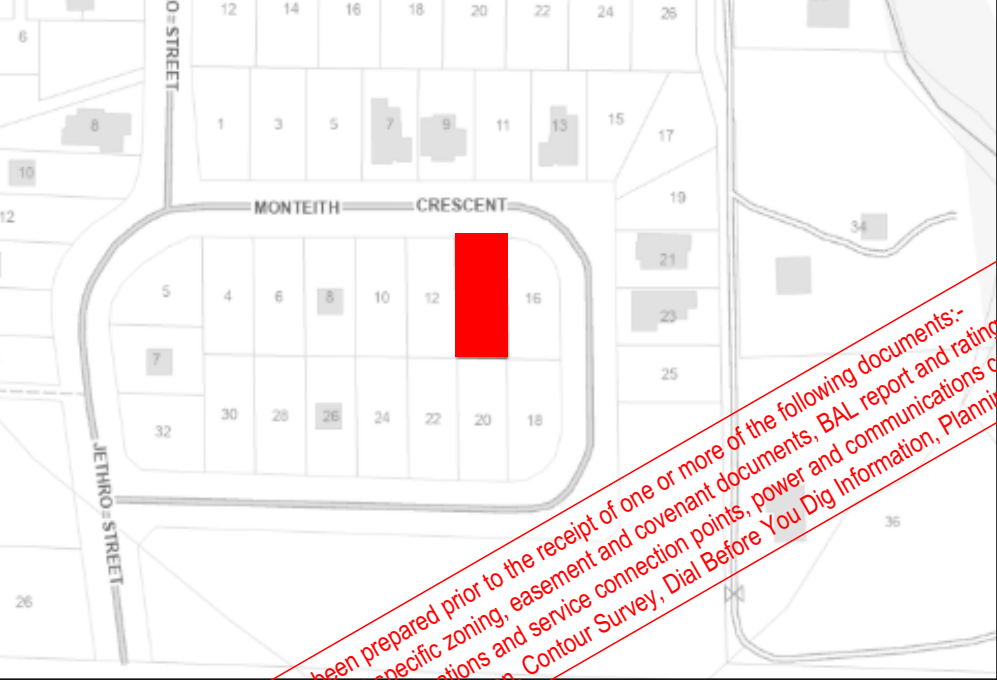 12 14 16 18 20 22 24 26
6
STREET
8
1 3 5 7 9 11 13 15
17
10
12
MONTEITH CRESCENT
19
34
21
5 4 6 8 10 12 16
23
7
25
30 28 26 24 22 20 18
32
JETHRO STREET
36
26
been prepared prior to the receipt of one or more of the following documents:-
specific zoning, easement and covenant documents, BAL report and rating
and service connection points, power and communications
Contour Survey, Dial Before You Dig Information,